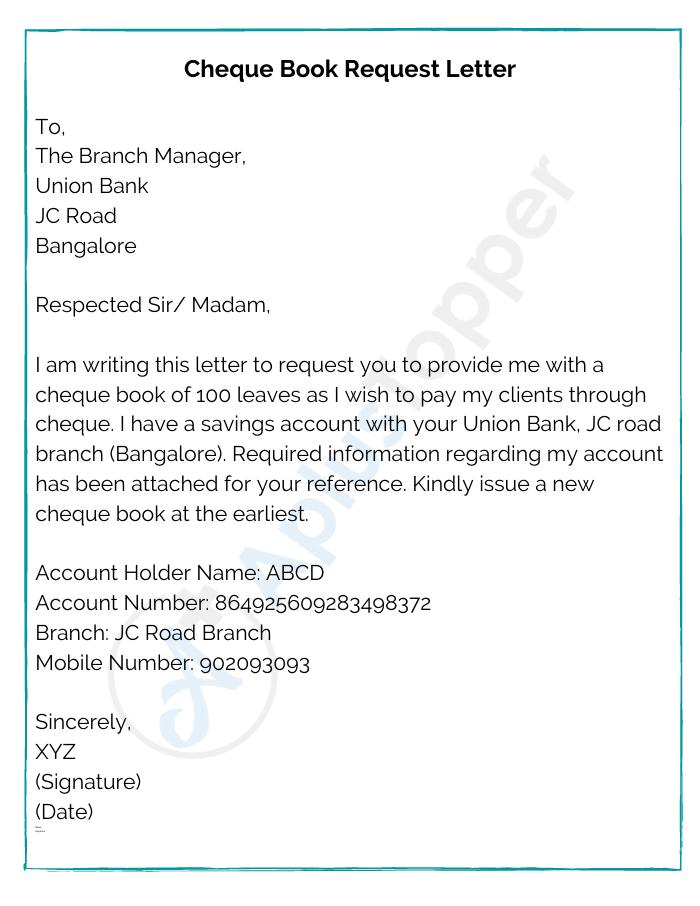 Cheque Book Request Letter
To,
The Branch Manager,
Union Bank
JC Road
Bangalore
Respected Sir/ Madam,
I am writing this letter to request you to provide me with a
cheque book of 100 leaves as I wish to pay my clients through
cheque. I have a savings account with your Union Bank, JC road
branch (Bangalore). Required information regarding my account
has been attached for your reference. Kindly issue a new
cheque book at the earliest.
Account Holder Name: ABCD
Account Number: 864925609283498372
Branch: JC Road Branch
Mobile Number: 902093093
Sincerely,
XYZ
(Signature)
(Date)
Aplustopper